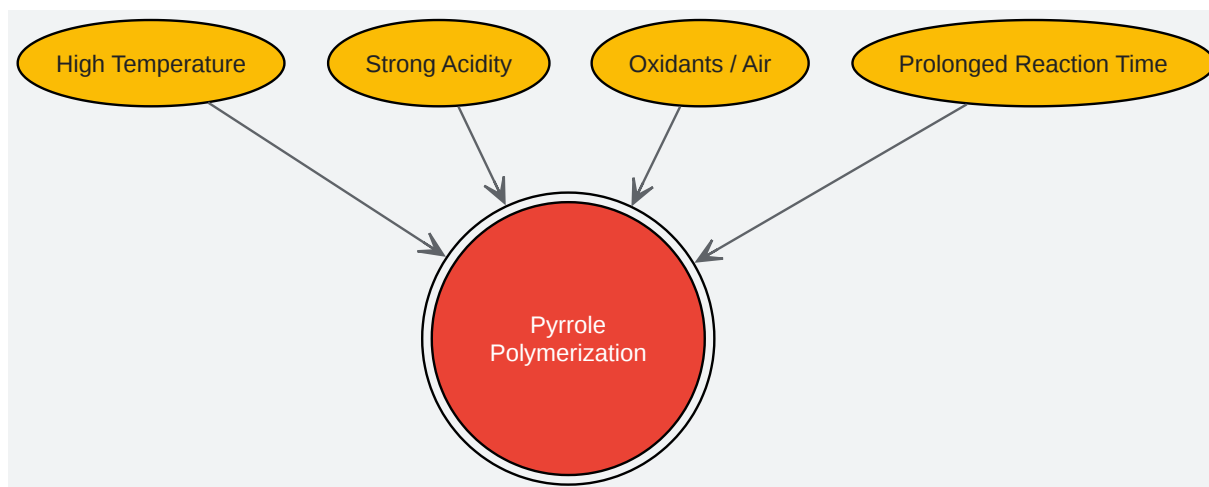 High Temperature
Strong Acidity
Oxidants / Air
Prolonged Reaction Time
Pyrrole
Polymerization